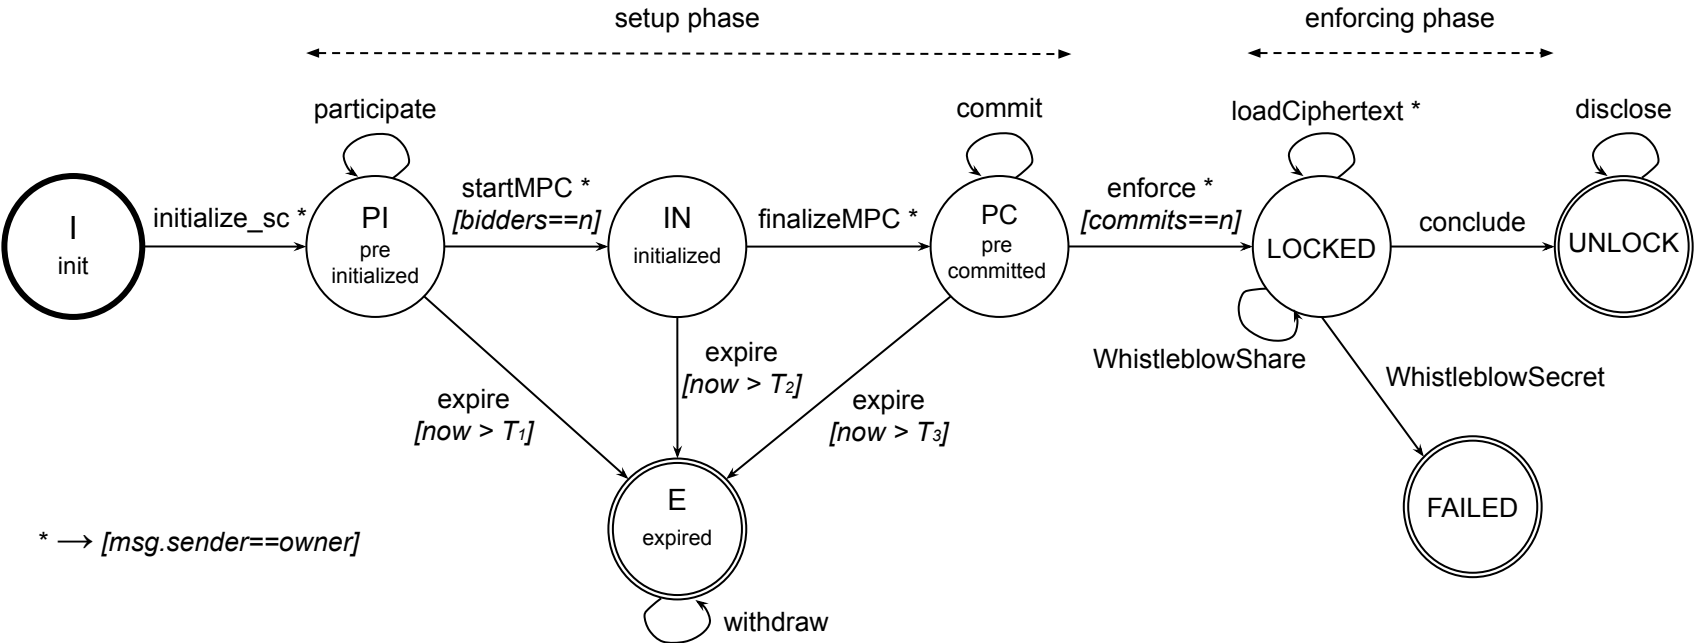 setup phase
enforcing phase
participate
commit
loadCiphertext *
disclose
I
init
initialize_sc *
PI
pre
initialized
startMPC *
[bidders==n]
IN
initialized
finalizeMPC *
PC
pre
committed
enforce *
[commits==n]
LOCKED
conclude
UNLOCK
WhistleblowShare
WhistleblowSecret
expire
[now > T1]
expire
[now > T2]
expire
[now > T3]
E
expired
FAILED
* → [msg.sender==owner]
withdraw